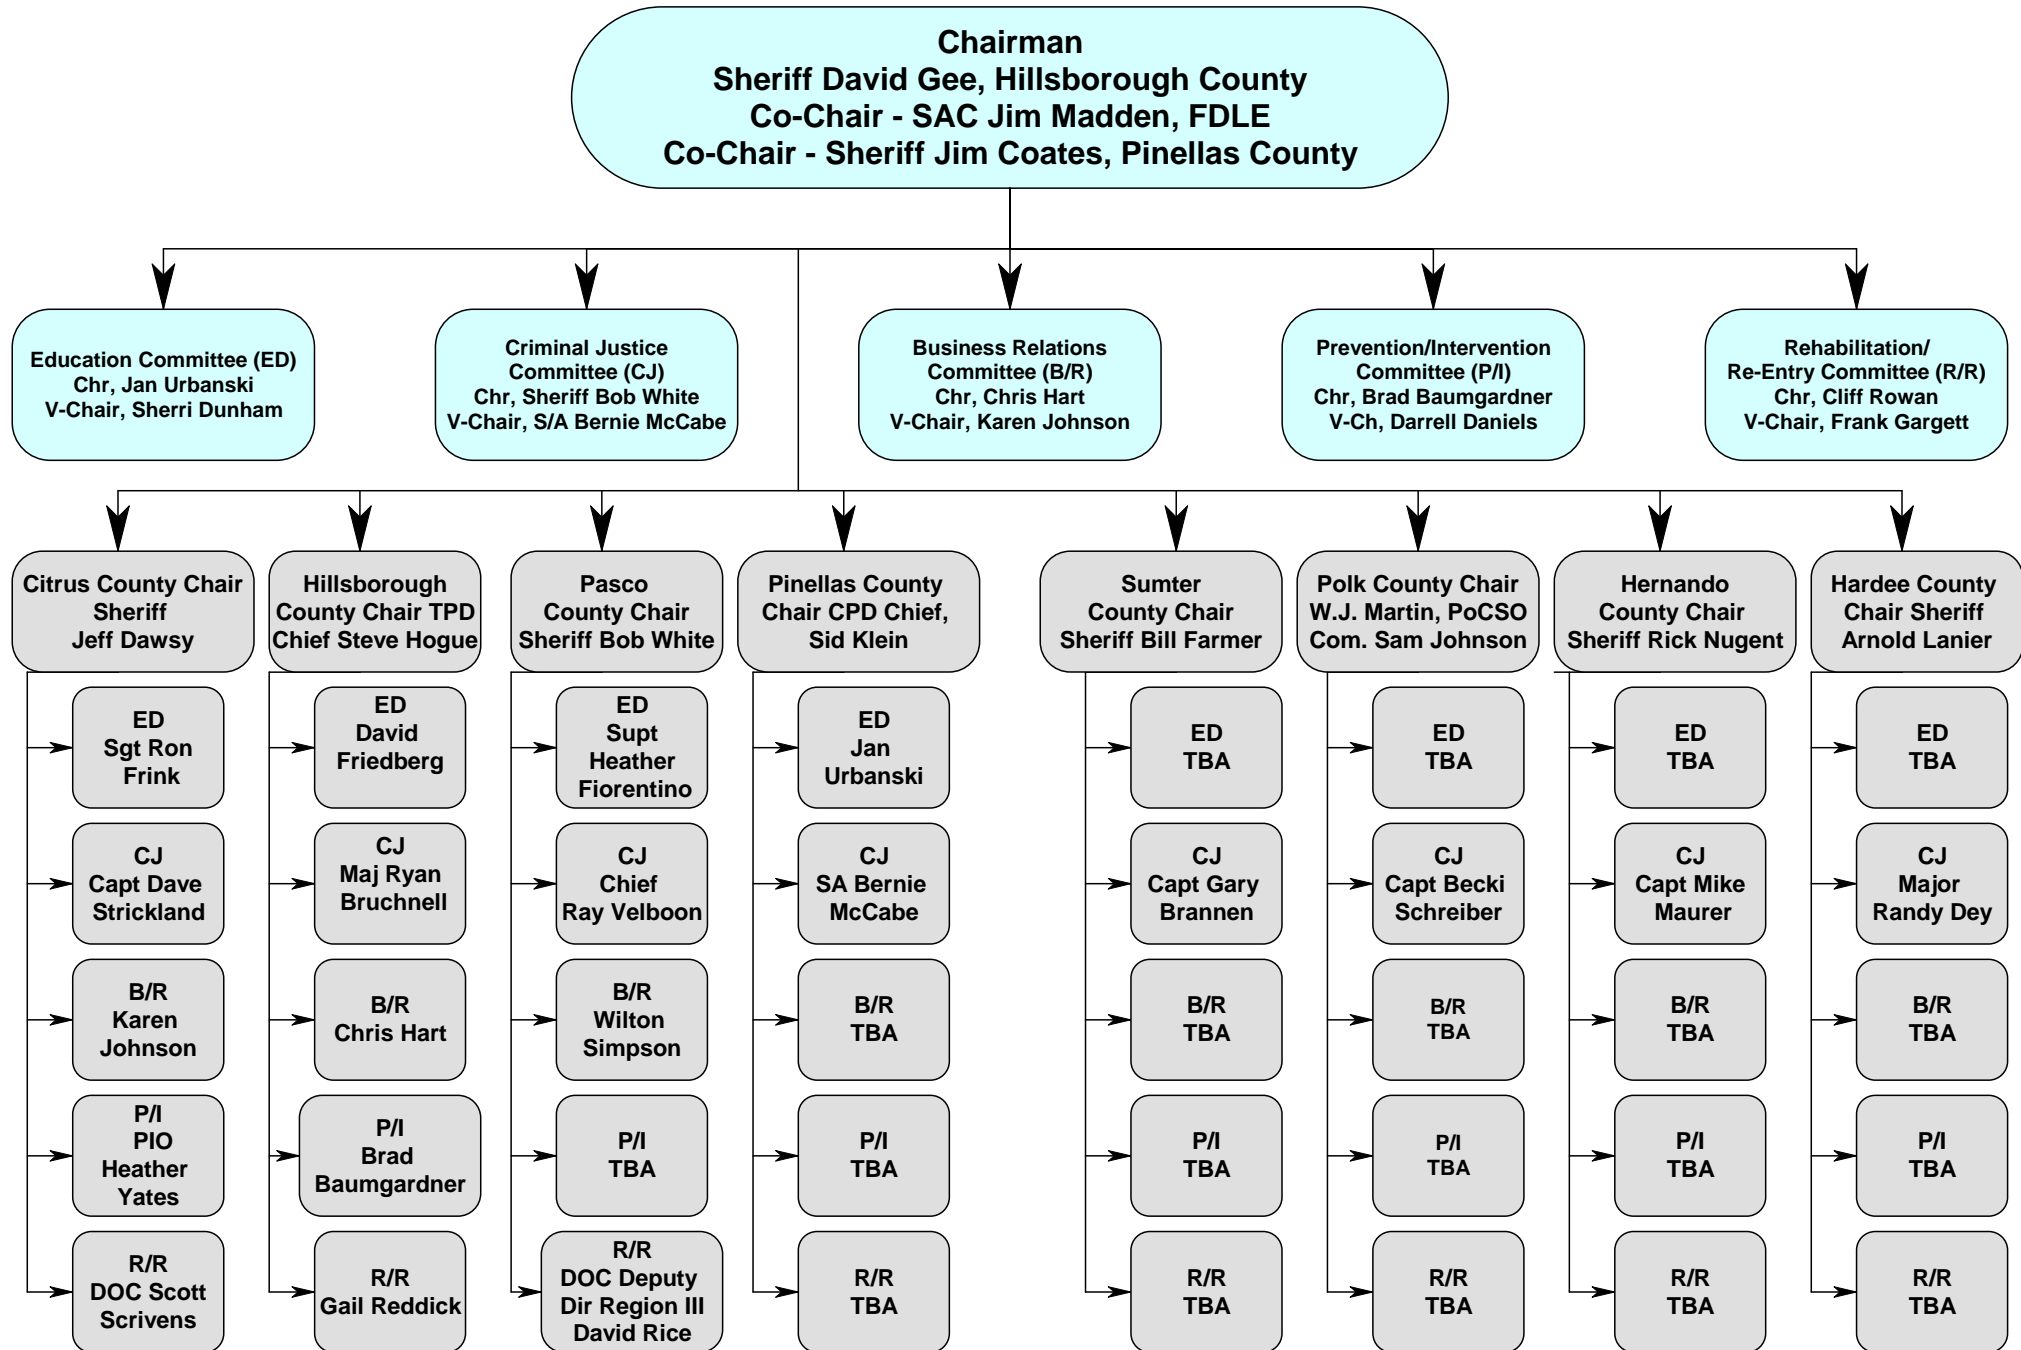 Chairman
Sheriff David Gee, Hillsborough County
Co-Chair - SAC Jim Madden, FDLE
Co-Chair - Sheriff Jim Coates, Pinellas County
Education Committee (ED)
Chr, Jan Urbanski
V-Chair, Sherri Dunham
Criminal Justice
Committee (CJ)
Chr, Sheriff Bob White
V-Chair, S/A Bernie McCabe
Business Relations
Committee (B/R)
Chr, Chris Hart
V-Chair, Karen Johnson
Prevention/Intervention
Committee (P/I)
Chr, Brad Baumgardner
V-Ch, Darrell Daniels
Rehabilitation/
Re-Entry Committee (R/R)
Chr, Cliff Rowan
V-Chair, Frank Gargett
Citrus County Chair
Sheriff
Jeff Dawsy
Hillsborough
County Chair TPD
Chief Steve Hogue
Pasco
County Chair
Sheriff Bob White
Pinellas County
Chair CPD Chief,
Sid Klein
Sumter
County Chair
Sheriff Bill Farmer
Polk County Chair
W.J. Martin, PoCSO
Com. Sam Johnson
Hernando
County Chair
Sheriff Rick Nugent
Hardee County
Chair Sheriff
Arnold Lanier
ED
Sgt Ron
Frink
ED
David
Friedberg
ED
Supt
Heather
Fiorentino
ED
Jan
Urbanski
ED
TBA
ED
TBA
ED
TBA
ED
TBA
CJ
Capt Dave
Strickland
CJ
Maj Ryan
Bruchnell
CJ
Chief
Ray Velboon
CJ
SA Bernie
McCabe
CJ
Capt Gary
Brannen
CJ
Capt Becki
Schreiber
CJ
Capt Mike
Maurer
CJ
Major
Randy Dey
B/R
Karen
Johnson
B/R
Chris Hart
B/R
Wilton
Simpson
B/R
TBA
B/R
TBA
B/R
TBA
B/R
TBA
B/R
TBA
P/I
PIO
Heather
Yates
P/I
Brad
Baumgardner
P/I
TBA
P/I
TBA
P/I
TBA
P/I
TBA
P/I
TBA
P/I
TBA
R/R
DOC Scott
Scrivens
R/R
Gail Reddick
R/R
DOC Deputy
Dir Region III
David Rice
R/R
TBA
R/R
TBA
R/R
TBA
R/R
TBA
R/R
TBA